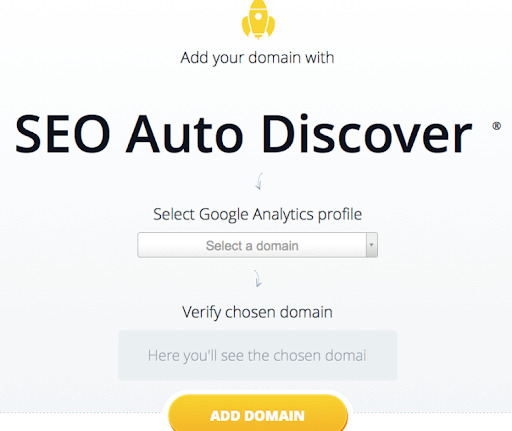 Add your domain with
SEO Auto Discover ®
Select Google Analytics profile
Select a domain
Verify chosen domain
Here you'll see the chosen domai
ADD DOMAIN